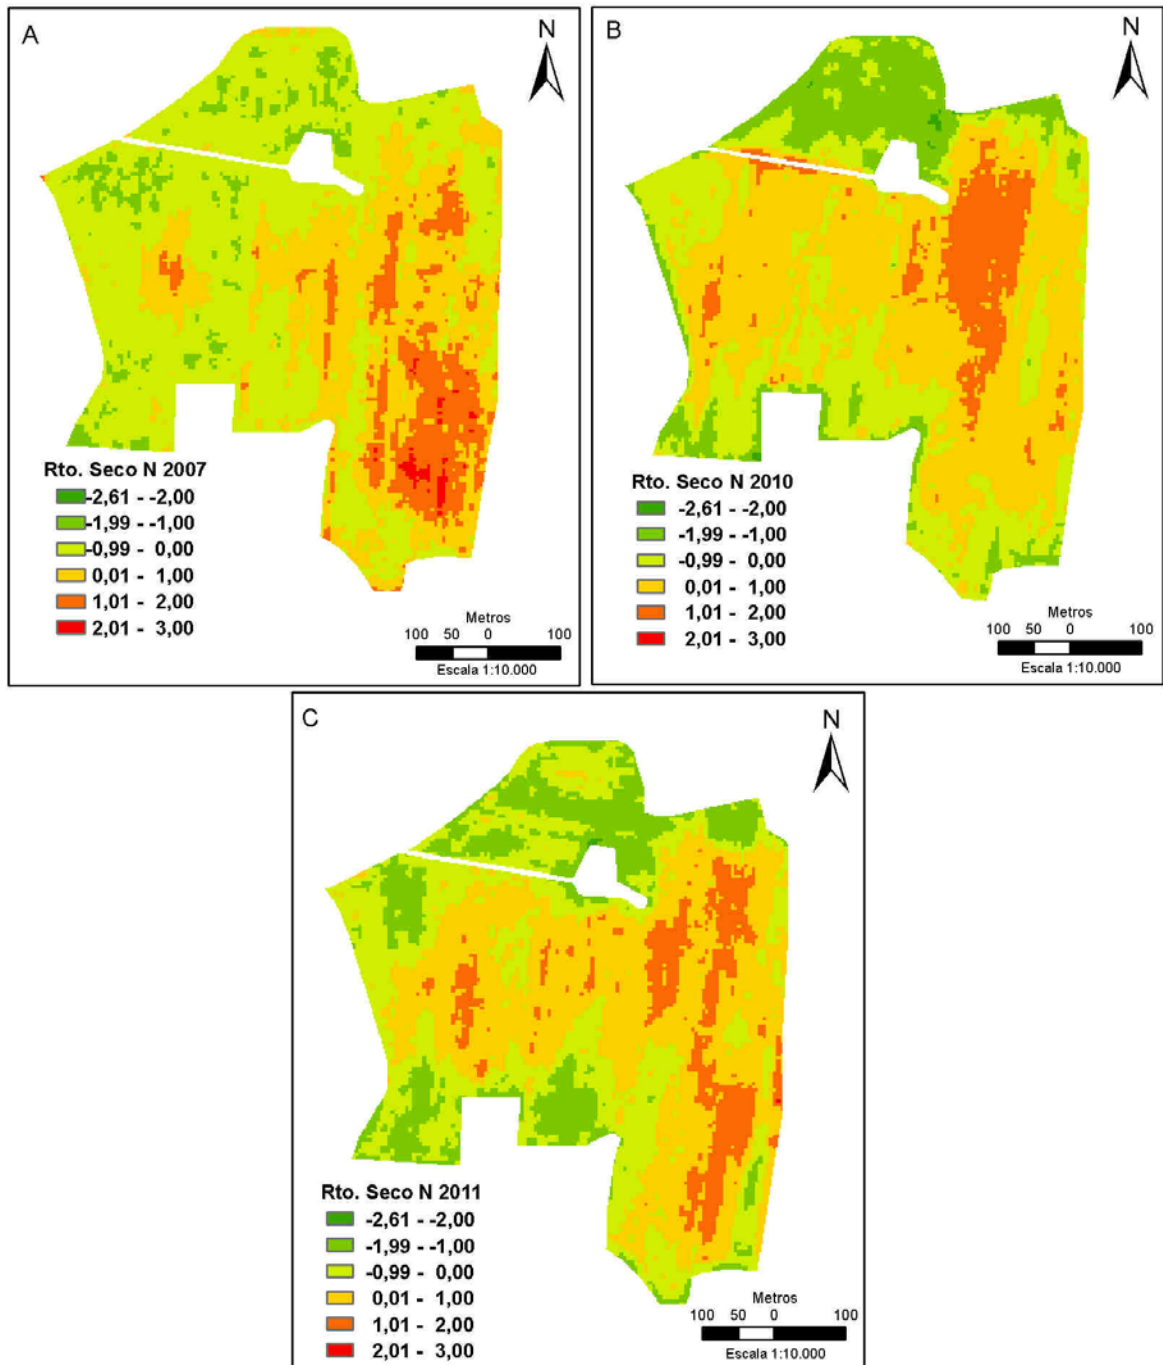 A
N
Rto. Seco N 2007
-2,61 - -2,00
-1,99 - -1,00
-0,99 - 0,00
0,01 - 1,00
1,01 - 2,00
2,01 - 3,00
Metros
100 50 0 100
Escala 1:10.000
B
N
Rto. Seco N 2010
-2,61 - -2,00
-1,99 - -1,00
-0,99 - 0,00
0,01 - 1,00
1,01 - 2,00
2,01 - 3,00
Metros
100 50 0 100
Escala 1:10.000
C
N
Rto. Seco N 2011
-2,61 - -2,00
-1,99 - -1,00
-0,99 - 0,00
0,01 - 1,00
1,01 - 2,00
2,01 - 3,00
Metros
100 50 0 100
Escala 1:10.000